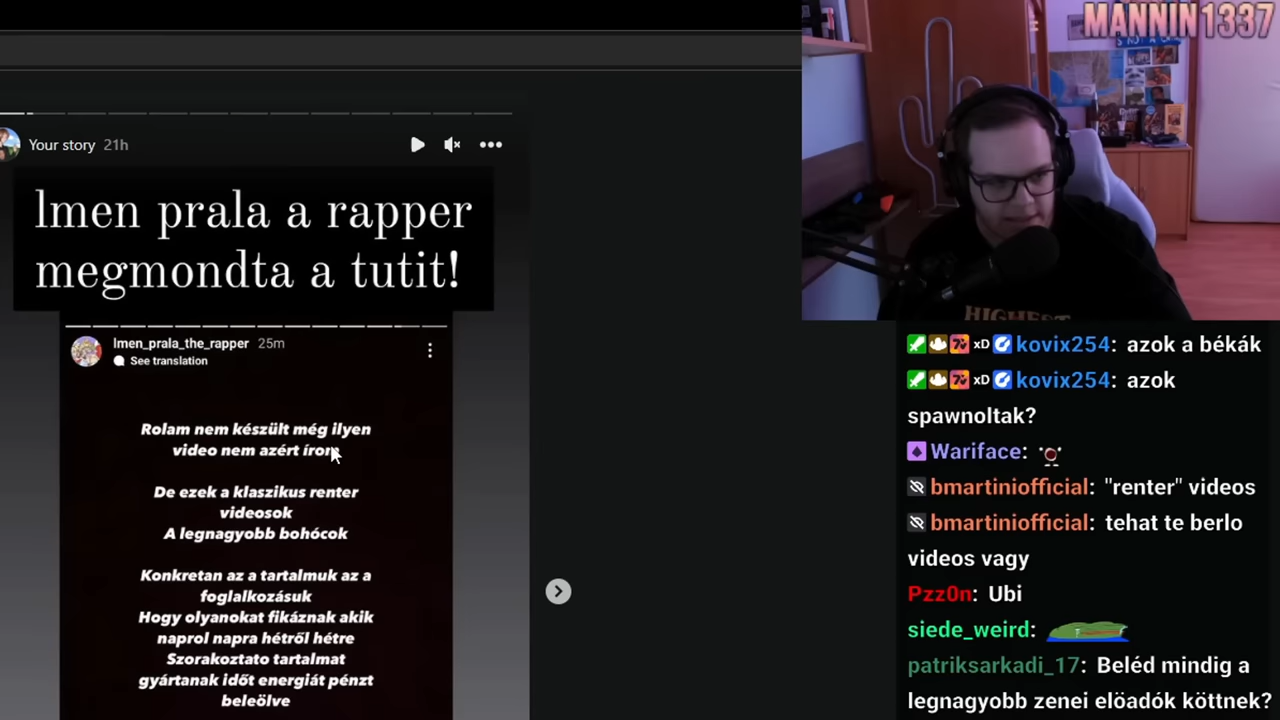 MANNIN1337
Your story 21h
lmen prala a rapper
megmondta a tutit!
lmen_prala_the_rapper 25m
See translation
Rolam nem készült még ilyen
video nem azért írom
De ezek a klaszikus renter
videosok
A legnagyobb bohócok
Konkretan az a tartalmuk az a
foglalkozásuk
Hogy olyanokat fikáznak akik
naprol napra hétről hétre
Szorakoztato tartalmat
gyártanak időt energiát pénzt
beleölve
HIGHEST
xD kovix254: azok a békák
xD kovix254: azok
spawnoltak?
Wariface:
bmartiniofficial: "renter" videos
bmartiniofficial: tehat te berlo
videos vagy
Pzz0n: Ubi
siede_weird:
patriksarkadi_17: Beléd mindig a
legnagyobb zenei elöadók köttnek?